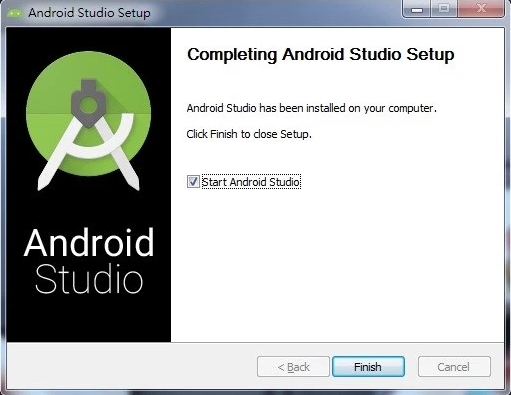 Android Studio Setup
Completing Android Studio Setup
Android Studio has been installed on your computer.
Click Finish to close Setup.
Start Android Studio
Android
Studio
< Back
Finish
Cancel